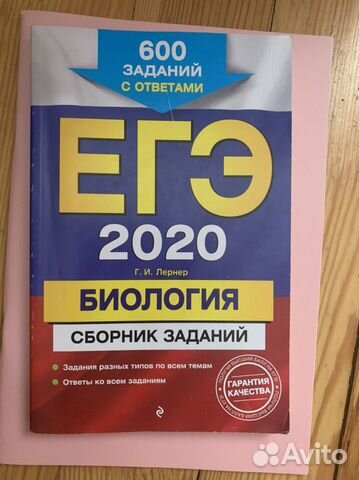 600
ЗАДАНИЙ
С ОТВЕТАМИ
ЕГЭ
2020
Г. И. Лернер
БИОЛОГИЯ
СБОРНИК ЗАДАНИЙ
Задания разных типов по всем темам
Ответы ко всем заданиям
ГАРАНТИЯ
КАЧЕСТВА
Avito